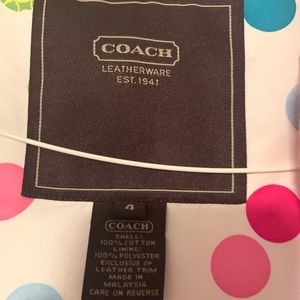 COACH
LEATHERWARE
EST. 1941
COACH
SHELL:
100% COTTON
LINING:
100% POLYESTER
EXCLUSIVE OF
LEATHER TRIM
MADE IN
MALAYSIA
CARE ON REVERSE